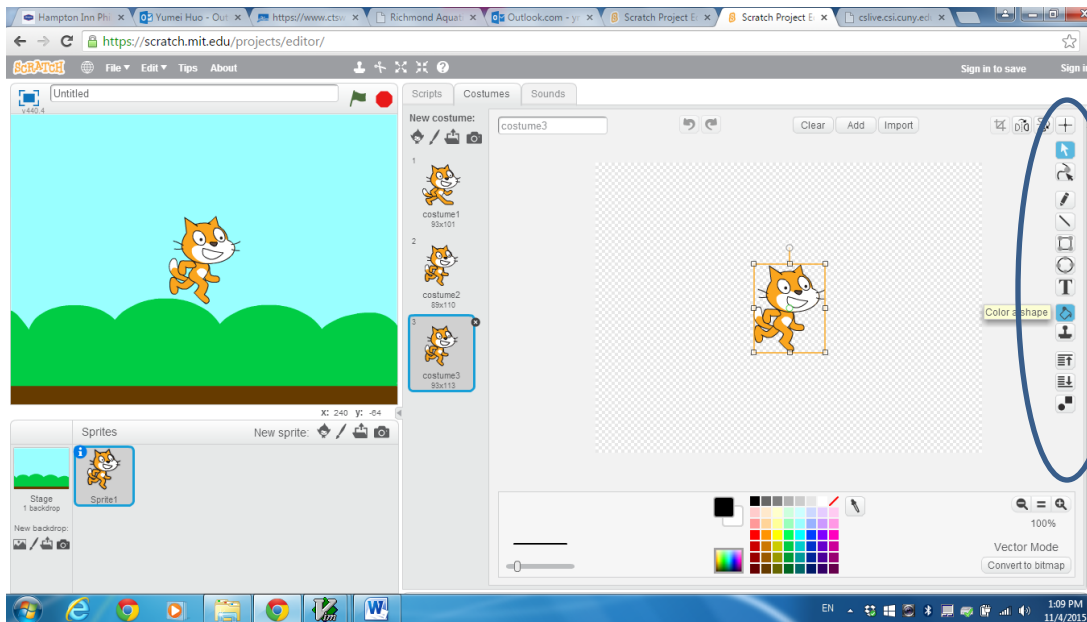 Hampton Inn Phi
Yumei Huo - Out
https://www.ctsw
Richmond Aquati
Outlook.com - yr
Scratch Project E
Scratch Project E
cslive.csi.cuny.ed
https://scratch.mit.edu/projects/editor/
SCRATCH File Edit Tips About
Sign in to save
Sign in
Untitled
v440.4
Scripts Costumes Sounds
New costume:
costume3
Clear Add Import
1
costume1
93x101
2
costume2
89x110
3
costume3
93x113
T
Color a shape
x: 240 y: -64
Sprites
New sprite:
Stage
1 backdrop
Sprite1
New backdrop:
100%
Vector Mode
Convert to bitmap
EN
1:09 PM
11/4/2015